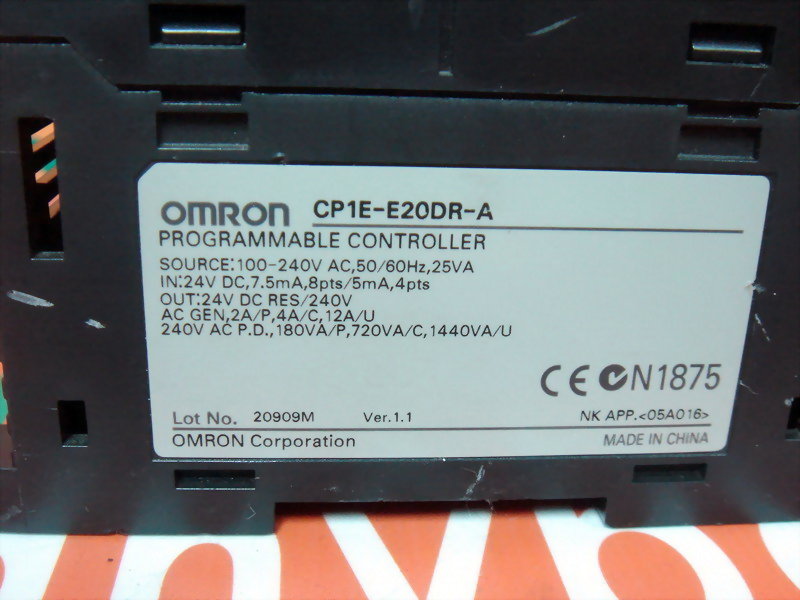 OMRON CP1E-E20DR-A
PROGRAMMABLE CONTROLLER
SOURCE:100-240V AC,50/60Hz,25VA
IN:24V DC,7.5mA,8pts/5mA,4pts
OUT:24V DC RES/240V
AC GEN,2A/P,4A/C,12A/U
240V AC P.D.,180VA/P,720VA/C,1440VA/U
CE N1875
Lot No. 20909M Ver.1.1 NK APP.<05A016>
OMRON Corporation MADE IN CHINA